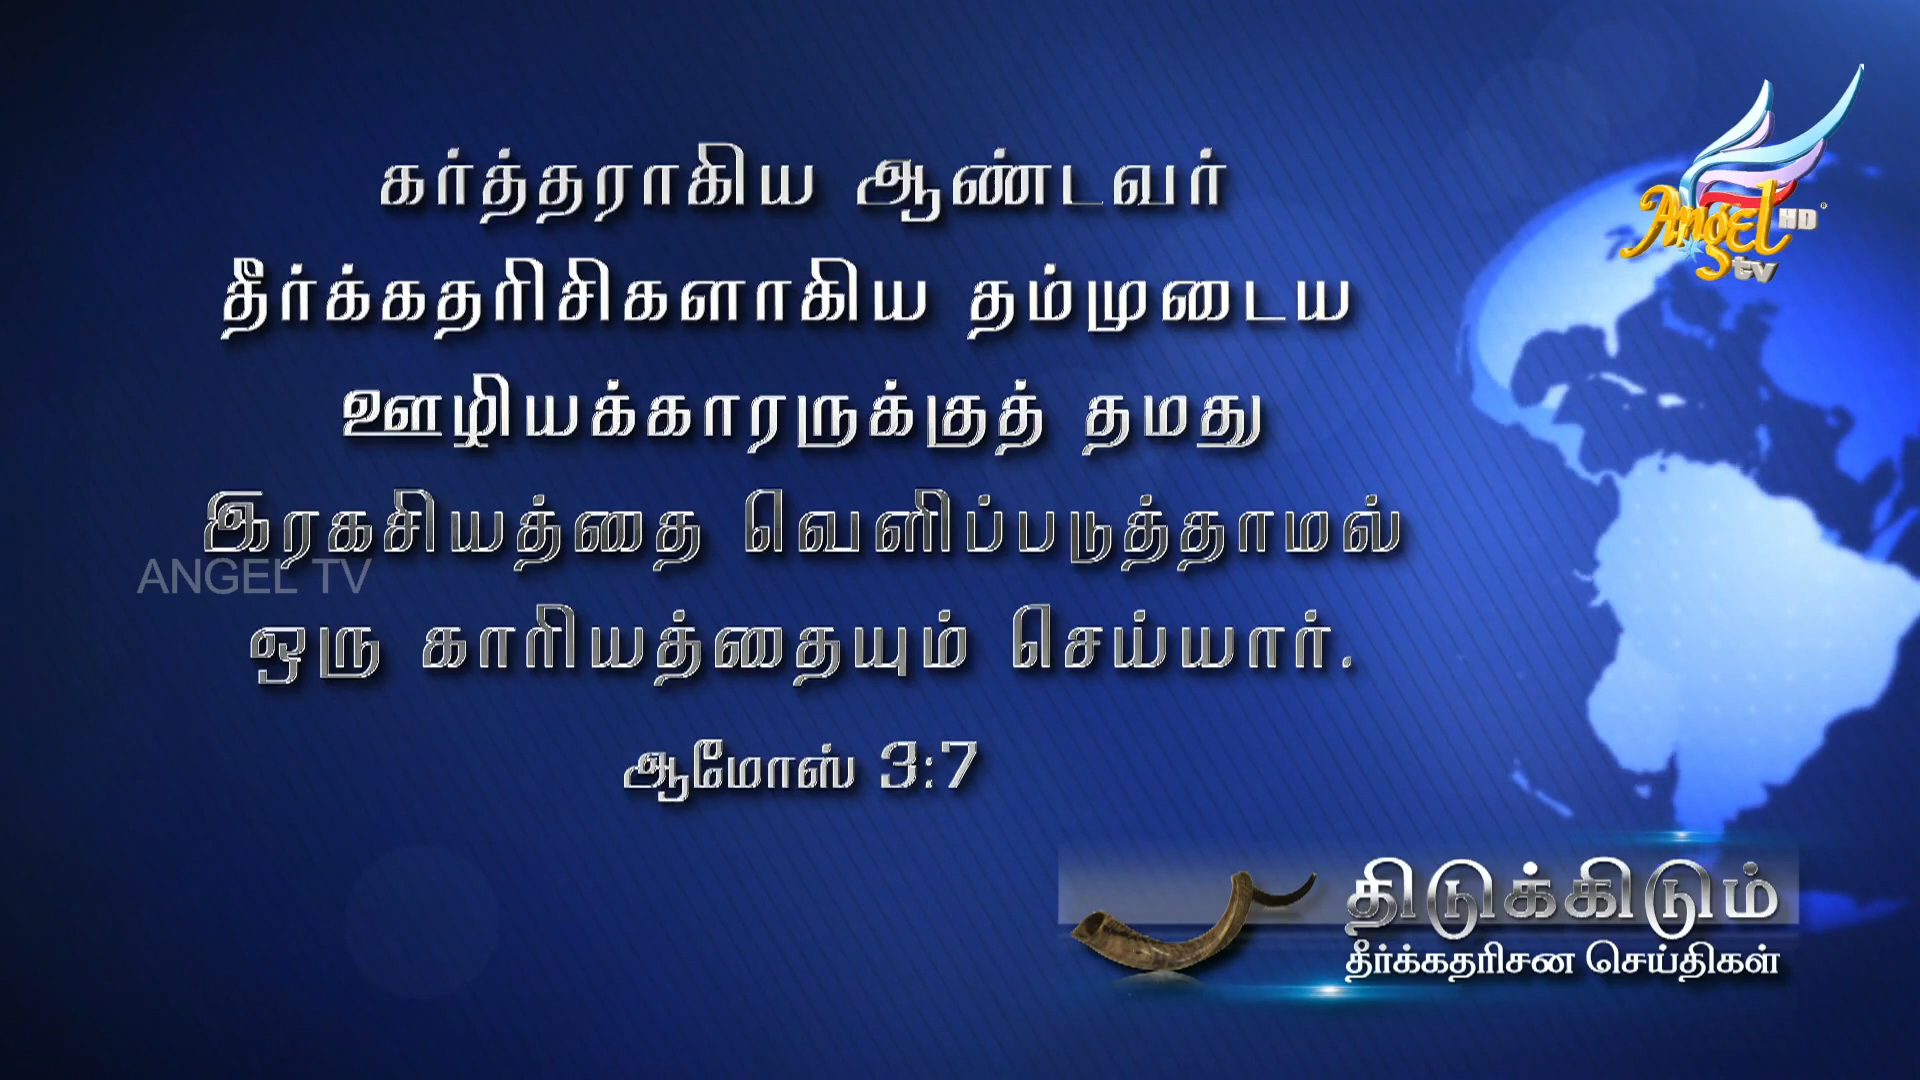 கர்த்தராகிய ஆண்டவர்
தீர்க்கதரிசிகளாகிய தம்முடைய
ஊழியக்காரருக்குத் தமது
இரகசியத்தை வெளிப்படுத்தாமல்
ஒரு காரியத்தையும் செய்யார்.
ஆமோஸ் 3:7
ANGEL TV
Angel HD
tv
திடுக்கிடும்
தீர்க்கதரிசன செய்திகள்